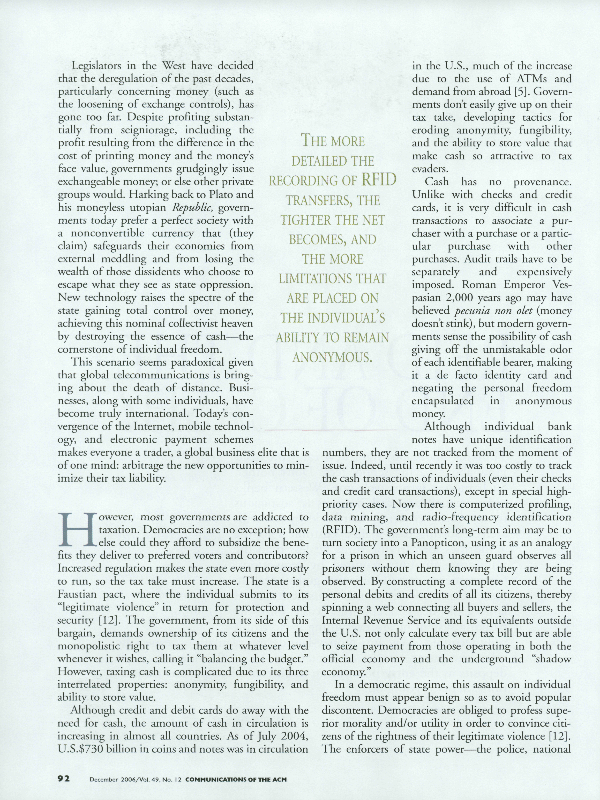 Legislators in the West have decided
that the deregulation of the past decades,
particularly concerning money (such as
the loosening of exchange controls), has
gone too far. Despite profiting substan-
tially from seigniorage, including the
profit resulting from the difference in the
cost of printing money and the money's
face value, governments grudgingly issue
exchangeable money; or else other private
groups would. Harking back to Plato and
his moneyless utopian Republic, govern-
ments today prefer a perfect society with
a nonconvertible currency that (they
claim) safeguards their economies from
external meddling and from losing the
wealth of those dissidents who choose to
escape what they see as state oppression.
New technology raises the spectre of the
state gaining total control over money,
achieving this nominal collectivist heaven
by destroying the essence of cash—the
cornerstone of individual freedom.
This scenario seems paradoxical given
that global telecommunications is bring-
ing about the death of distance. Busi-
nesses, along with some individuals, have
become truly international. Today's con-
vergence of the Internet, mobile technol-
ogy, and electronic payment schemes
makes everyone a trader, a global business elite that is
of one mind: arbitrage the new opportunities to min-
imize their tax liability.
However, most governments are addicted to
taxation. Democracies are no exception; how
else could they afford to subsidize the bene-
fits they deliver to preferred voters and contributors?
Increased regulation makes the state even more costly
to run, so the tax take must increase. The state is a
Faustian pact, where the individual submits to its
"legitimate violence" in return for protection and
security [12]. The government, from its side of this
bargain, demands ownership of its citizens and the
monopolistic right to tax them at whatever level
whenever it wishes, calling it "balancing the budget."
However, taxing cash is complicated due to its three
interrelated properties: anonymity, fungibility, and
ability to store value.
Although credit and debit cards do away with the
need for cash, the amount of cash in circulation is
increasing in almost all countries. As of July 2004,
U.S.$730 billion in coins and notes was in circulation
THE MORE
DETAILED THE
RECORDING OF RFID
TRANSFERS, THE
TIGHTER THE NET
BECOMES, AND
THE MORE
LIMITATIONS THAT
ARE PLACED ON
THE INDIVIDUAL'S
ABILITY TO REMAIN
ANONYMOUS.
in the U.S., much of the increase
due to the use of ATMs and
demand from abroad [5]. Govern-
ments don't easily give up on their
tax take, developing tactics for
eroding anonymity, fungibility,
and the ability to store value that
make cash so attractive to tax
evaders.
Cash has no provenance.
Unlike with checks and credit
cards, it is very difficult in cash
transactions to associate a pur-
chaser with a purchase or a partic-
ular purchase with other
purchases. Audit trails have to be
separately and expensively
imposed. Roman Emperor Ves-
pasian 2,000 years ago may have
believed pecunia non olet (money
doesn't stink), but modern govern-
ments sense the possibility of cash
giving off the unmistakable odor
of each identifiable bearer, making
it a de facto identity card and
negating the personal freedom
encapsulated in anonymous
money.
Although individual bank
notes have unique identification
numbers, they are not tracked from the moment of
issue. Indeed, until recently it was too costly to track
the cash transactions of individuals (even their checks
and credit card transactions), except in special high-
priority cases. Now there is computerized profiling,
data mining, and radio-frequency identification
(RFID). The government's long-term aim may be to
turn society into a Panopticon, using it as an analogy
for a prison in which an unseen guard observes all
prisoners without them knowing they are being
observed. By constructing a complete record of the
personal debits and credits of all its citizens, thereby
spinning a web connecting all buyers and sellers, the
Internal Revenue Service and its equivalents outside
the U.S. not only calculate every tax bill but are able
to seize payment from those operating in both the
official economy and the underground "shadow
economy."
In a democratic regime, this assault on individual
freedom must appear benign so as to avoid popular
discontent. Democracies are obliged to profess supe-
rior morality and/or utility in order to convince citi-
zens of the rightness of their legitimate violence [12].
The enforcers of state power—the police, national
92 December 2006/Vol. 49, No. 12 COMMUNICATIONS OF THE ACM